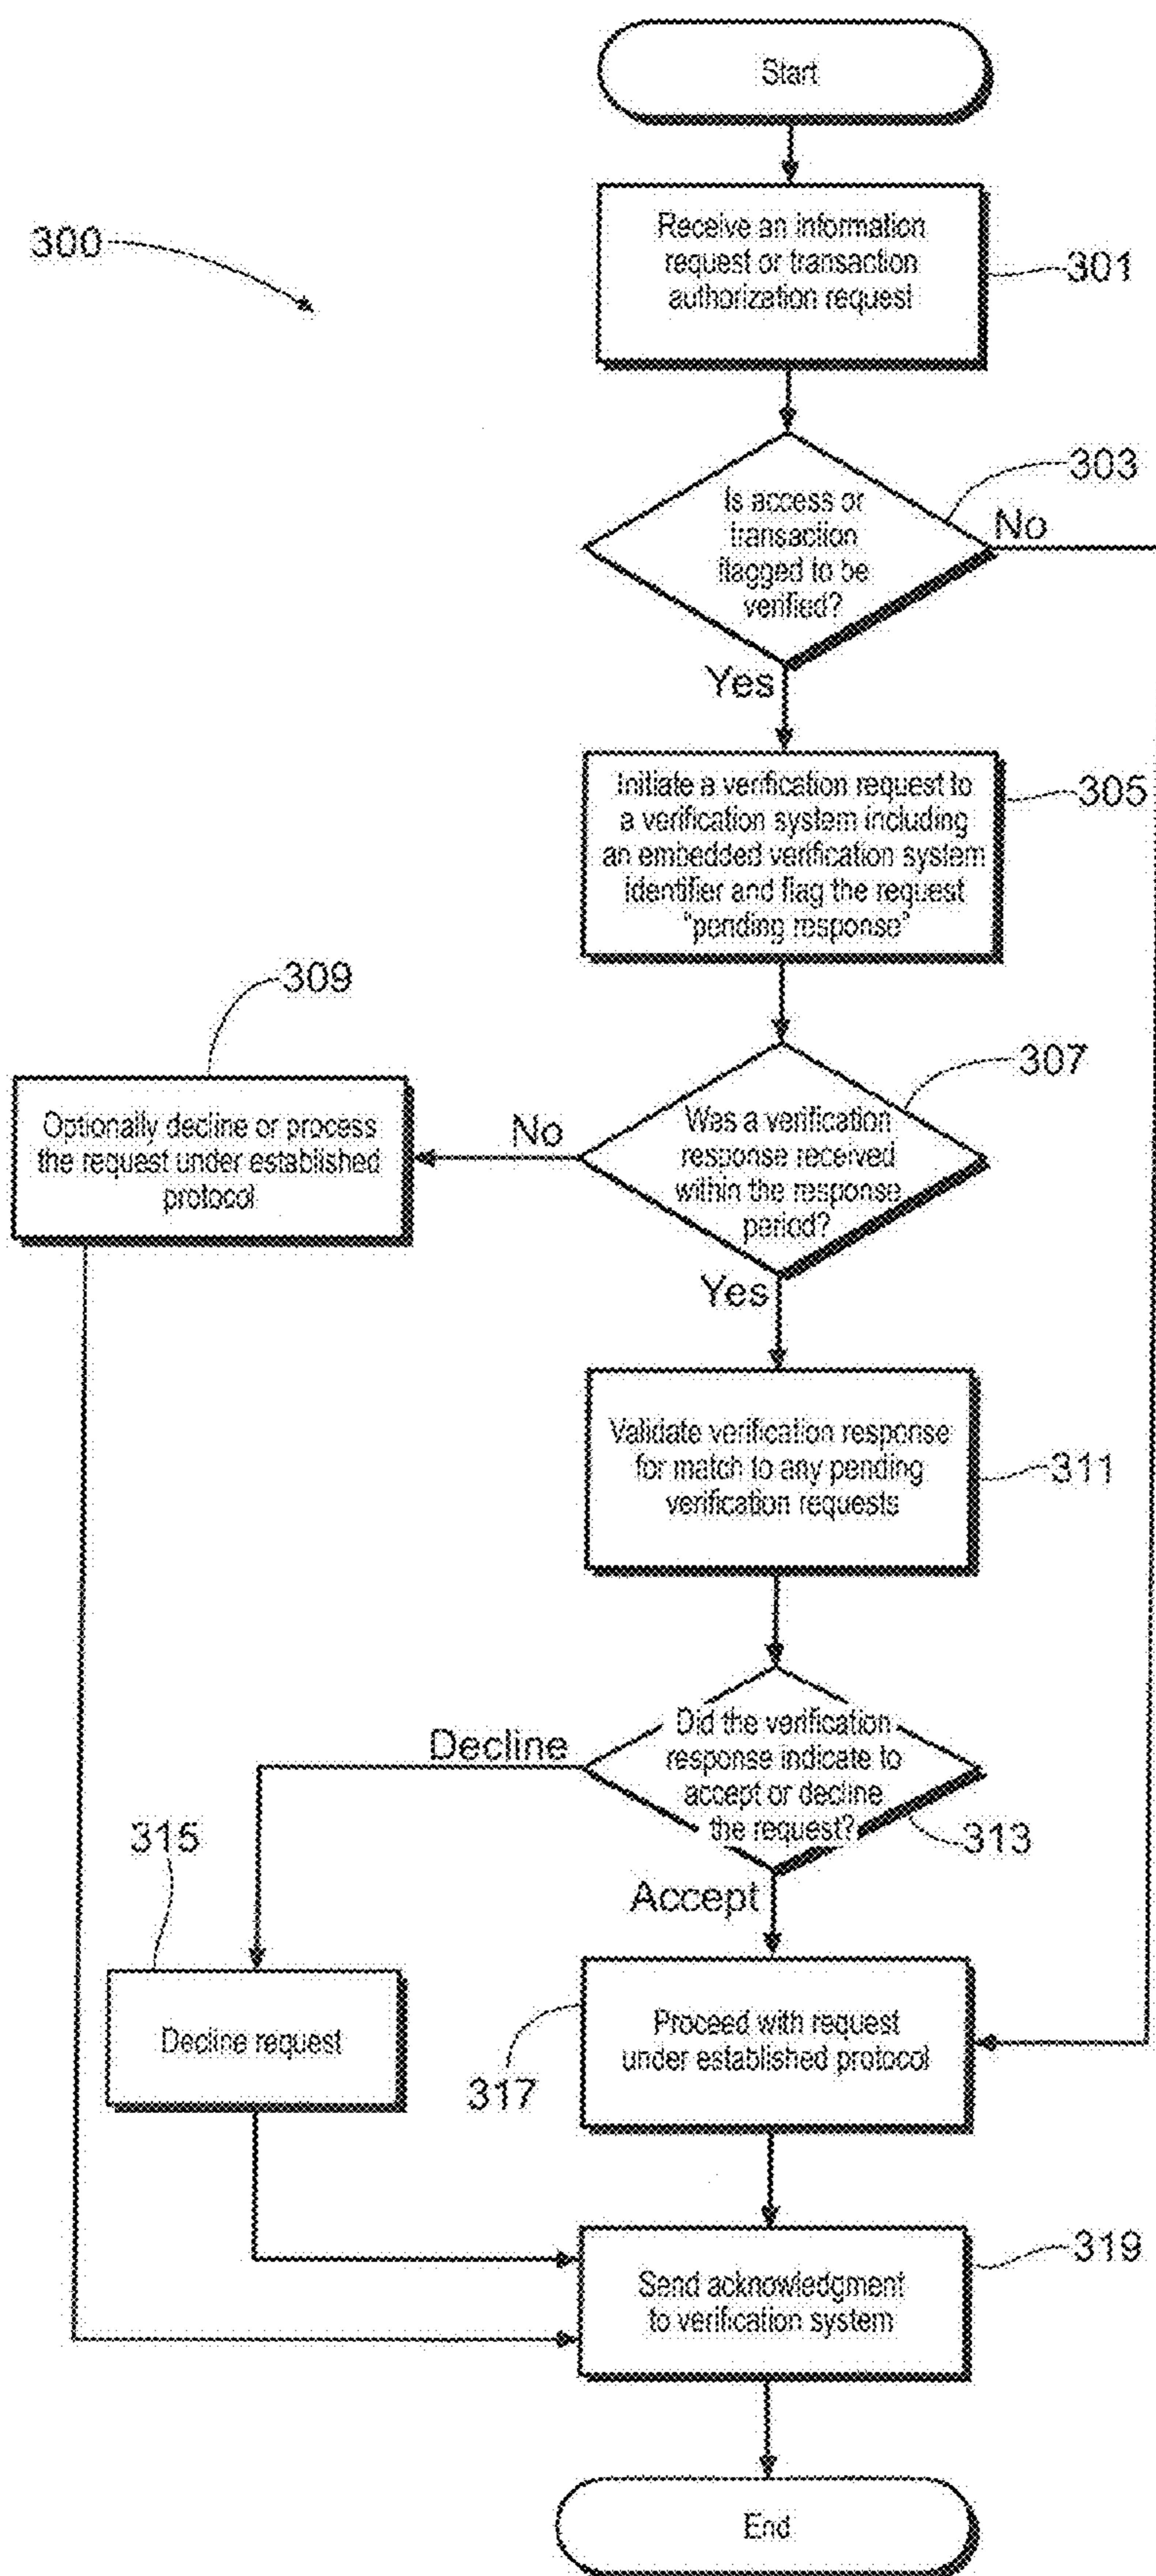 Start
300
Receive an information
request or transaction
authorization request
301
303
Is access or
transaction
flagged to be
verified?
No
Yes
Initiate a verification request to
a verification system including
an embedded verification system
identifier and flag the request
"pending response"
305
309
307
Optionally decline or process
the request under established
protocol
No
Was a verification
response received
within the response
period?
Yes
Validate verification response
for match to any pending
verification requests
311
Decline
Did the verification
response indicate to
accept or decline
the request?
313
315
Accept
Decline request
Proceed with request
under established protocol
317
Send acknowledgment
to verification system
319
End